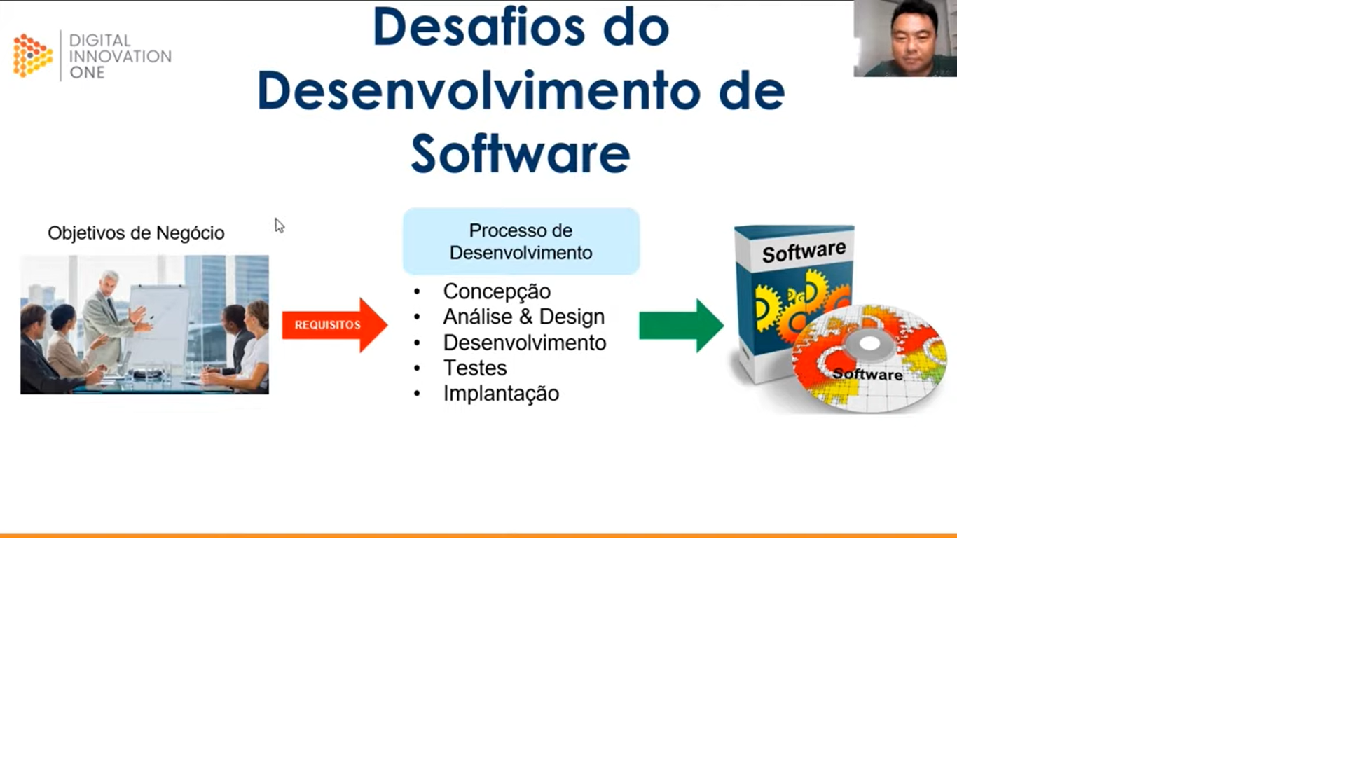 DIGITAL
INNOVATION
ONE
Desafios do
Desenvolvimento de
Software
Objetivos de Negócio
REQUISITOS
Processo de
Desenvolvimento
• Concepção
• Análise & Design
• Desenvolvimento
• Testes
• Implantação
Software
Software